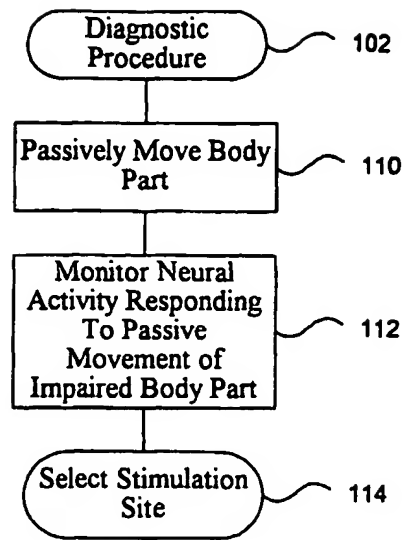 Diagnostic
Procedure
102
Passively Move Body
Part
110
Monitor Neural
Activity Responding
To Passive
Movement of
Impaired Body Part
112
Select Stimulation
Site
114